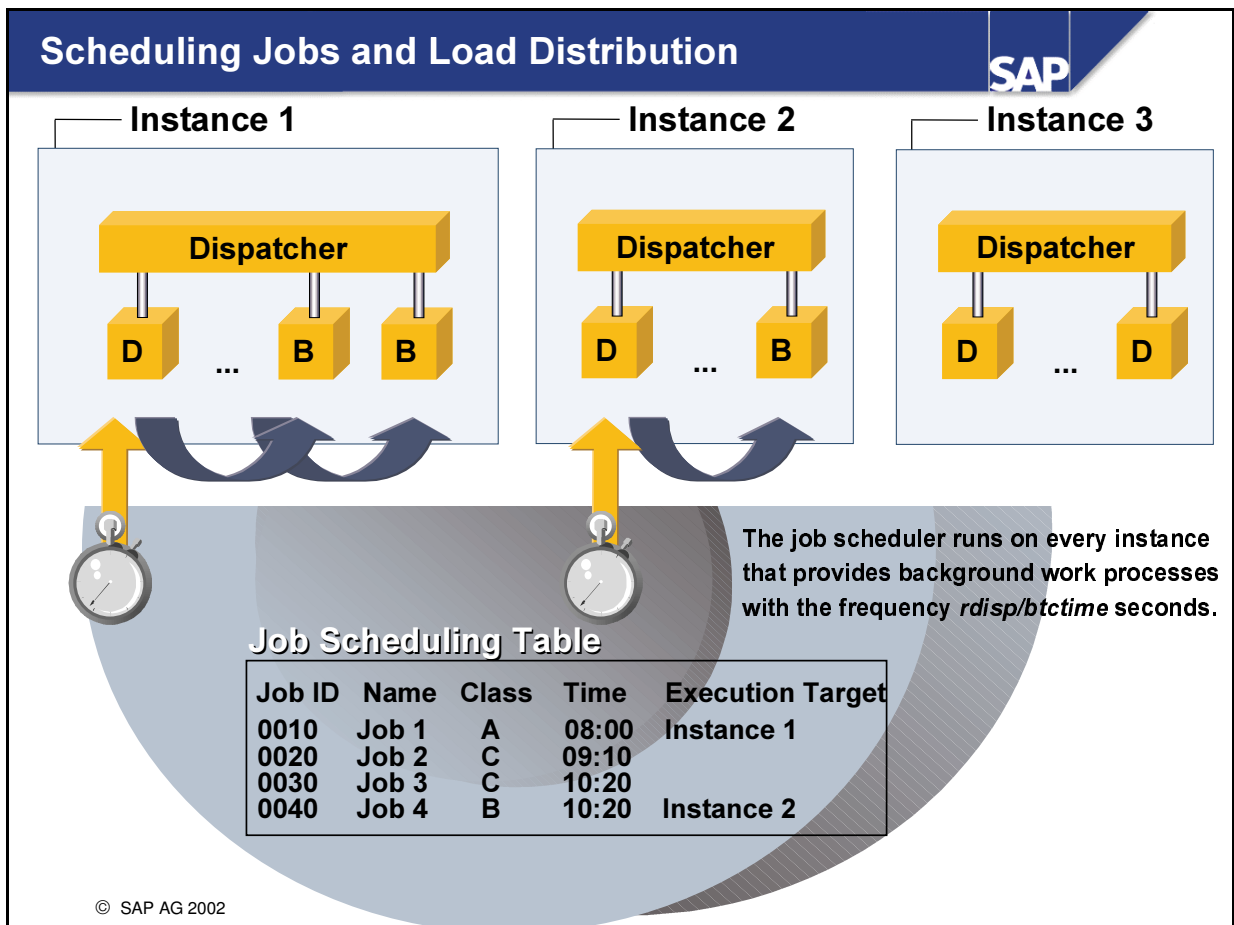 Scheduling Jobs and Load Distribution
SAP
Instance 1
Instance 2
Instance 3
Dispatcher
Dispatcher
Dispatcher
D ... B B
D ... B
D ... D
The job scheduler runs on every instance
that provides background work processes
with the frequency rdisp/btctime seconds.
Job Scheduling Table
Job ID Name Class Time Execution Target
0010 Job 1 A 08:00 Instance 1
0020 Job 2 C 09:10
0030 Job 3 C 10:20
0040 Job 4 B 10:20 Instance 2
© SAP AG 2002